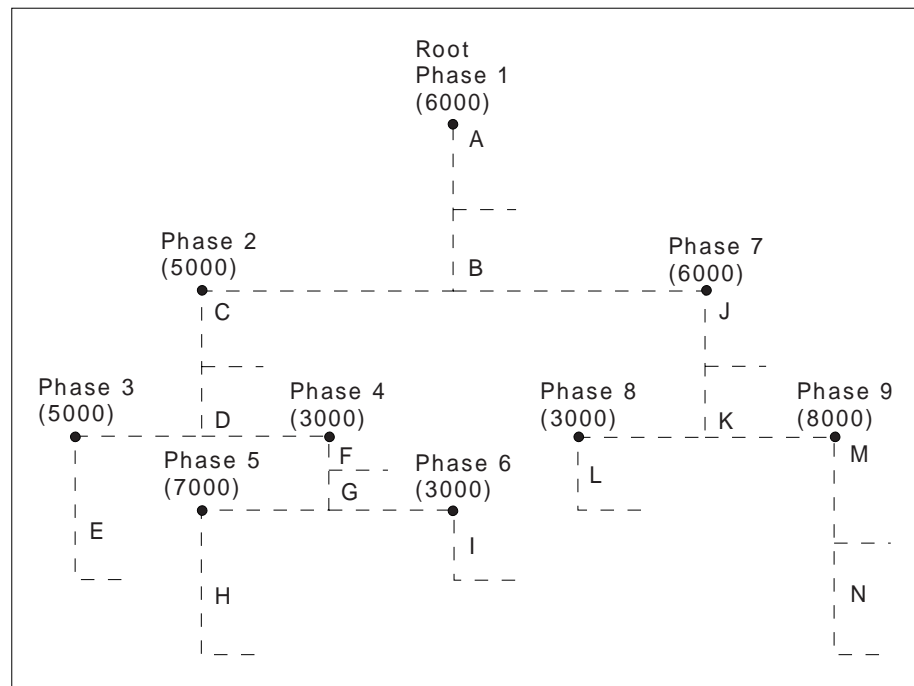 Root
Phase 1
(6000)
A
B
Phase 2
(5000)
C
Phase 7
(6000)
J
D
K
Phase 3
(5000)
Phase 4
(3000)
F
Phase 8
(3000)
L
Phase 9
(8000)
M
Phase 5
(7000)
G
Phase 6
(3000)
E
H
I
N